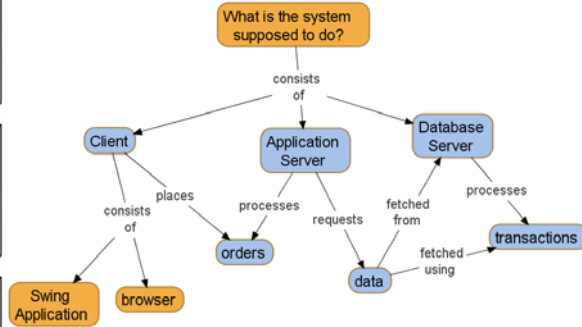 What is the system
supposed to do?
consists
of
Client
Application
Server
Database
Server
places
processes
requests
fetched
from
processes
consists
of
orders
fetched
using
transactions
data
Swing
Application
browser